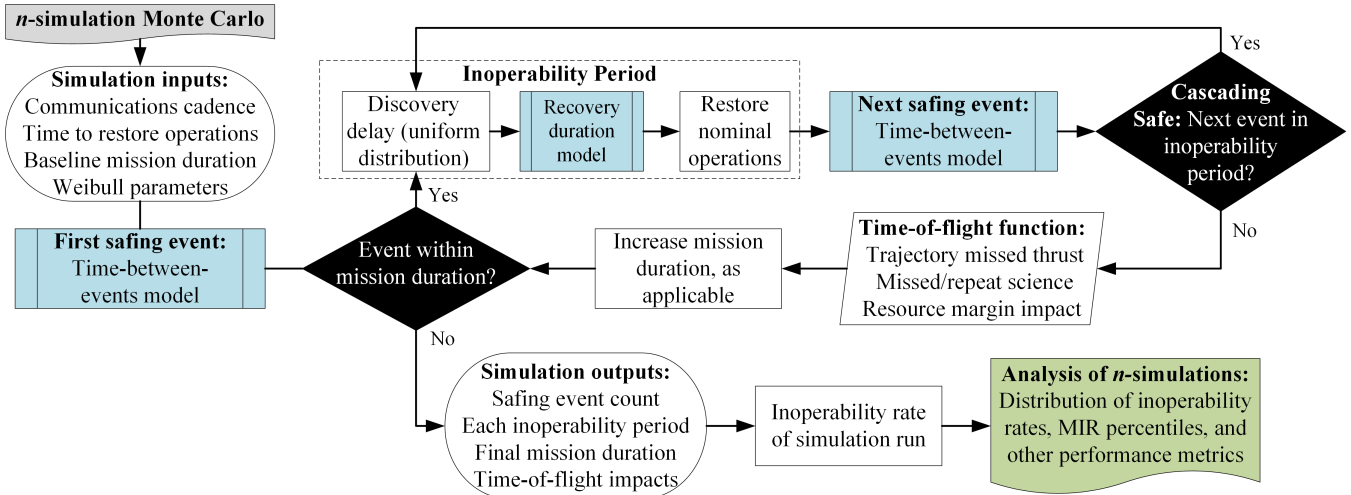 n-simulation Monte Carlo
Simulation inputs:
Communications cadence
Time to restore operations
Baseline mission duration
Weibull parameters
First safing event:
Time-between-
events model
Event within
mission duration?
Yes
No
Inoperability Period
Discovery
delay (uniform
distribution)
Recovery
duration
model
Restore
nominal
operations
Next safing event:
Time-between-
events model
Cascading
Safe: Next event in
inoperability
period?
Yes
No
Time-of-flight function:
Trajectory missed thrust
Missed/repeat science
Resource margin impact
Increase mission
duration, as
applicable
Simulation outputs:
Safing event count
Each inoperability period
Final mission duration
Time-of-flight impacts
Inoperability rate
of simulation run
Analysis of n-simulations:
Distribution of inoperability
rates, MIR percentiles, and
other performance metrics